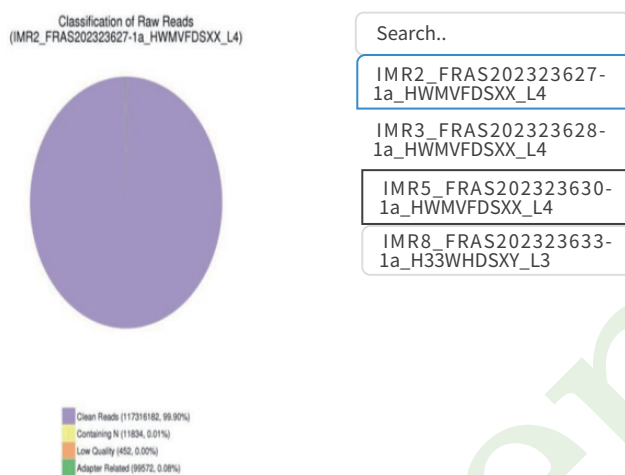 Classification of Raw Reads
(IMR2_FRAS202323627-1a_HWMVFDSXX_L4)
Clean Reads (117316182, 99.90%)
Containing N (11834, 0.01%)
Low Quality (452, 0.00%)
Adapter Related (99572, 0.08%)
Search..
IMR2_FRAS202323627-
1a_HWMVFDSXX_L4
IMR3_FRAS202323628-
1a_HWMVFDSXX_L4
IMR5_FRAS202323630-
1a_HWMVFDSXX_L4
IMR8_FRAS202323633-
1a_H33WHDSXY_L3